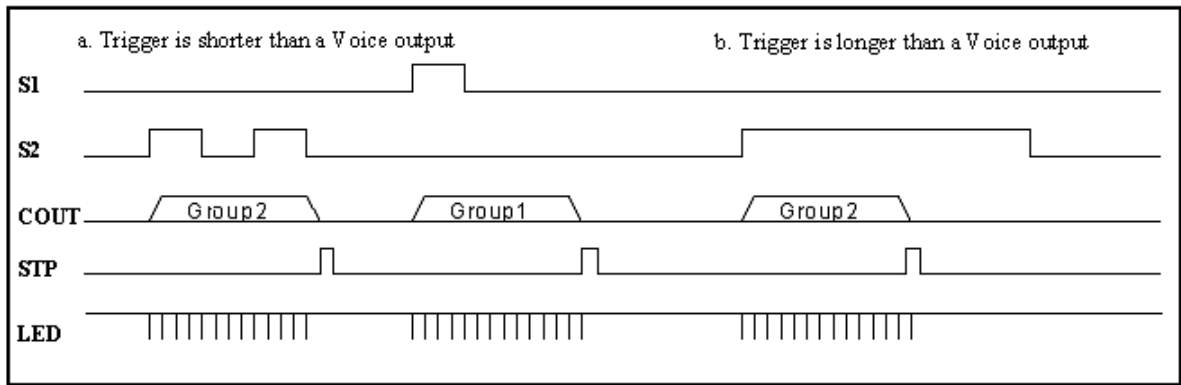 a. Trigger is shorter than a Voice output
b. Trigger is longer than a Voice output
S1
S2
COUT
Group2
Group1
Group2
STP
LED